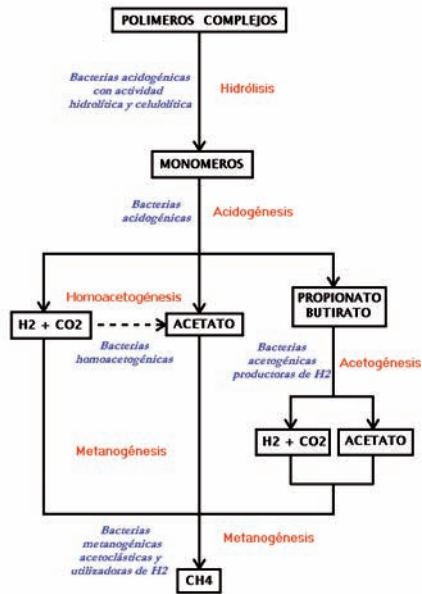 POLIMEROS COMPLEJOS
Bacterias acidogénicas
con actividad
hidrolítica y celulolítica
Hidrólisis
MONOMEROS
Bacterias
acidogénicas
Acidogénesis
Homoacetogénesis
H2 + CO2
ACETATO
PROPIONATO
BUTIRATO
Bacterias
homoacetogénicas
Bacterias
acetogénicas
productoras de H2
Acetogénesis
H2 + CO2
ACETATO
Metanogénesis
Bacterias
metanogénicas
acetoclásticas y
utilizadoras de H2
Metanogénesis
CH4